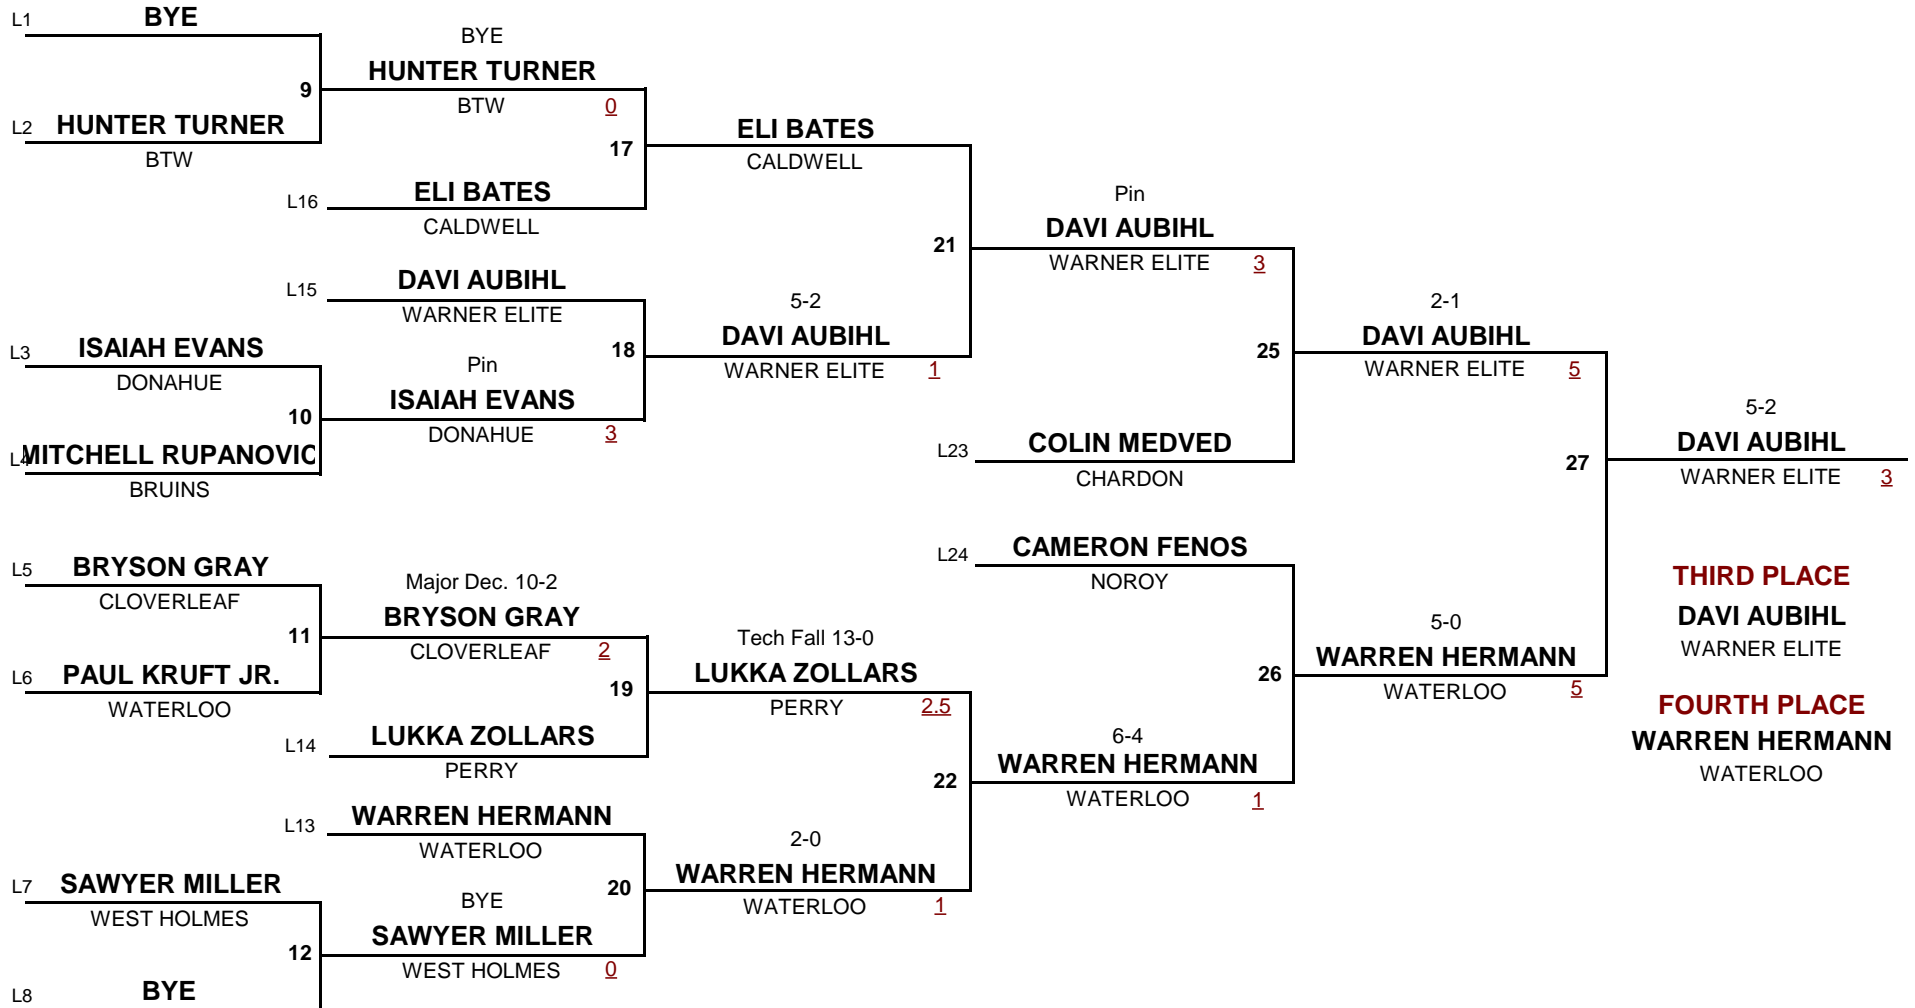 L1 BYE
BYE
HUNTER TURNER
9
BTW 0
L2 HUNTER TURNER
BTW
17
ELI BATES
CALDWELL
L16 ELI BATES
CALDWELL
Pin
DAVI AUBIHL
21
WARNER ELITE 3
L15 DAVI AUBIHL
WARNER ELITE
5-2
DAVI AUBIHL
18
WARNER ELITE 1
L3 ISAIAH EVANS
DONAHUE
Pin
ISAIAH EVANS
10
DONAHUE 3
L4 MITCHELL RUPANOVIC
BRUINS
2-1
DAVI AUBIHL
25
WARNER ELITE 5
L23 COLIN MEDVED
CHARDON
5-2
DAVI AUBIHL
27
WARNER ELITE 3
L5 BRYSON GRAY
CLOVERLEAF
Major Dec. 10-2
BRYSON GRAY
11
CLOVERLEAF 2
L6 PAUL KRUFT JR.
WATERLOO
L24 CAMERON FENOS
NOROY
Tech Fall 13-0
LUKKA ZOLLARS
19
PERRY 2.5
L14 LUKKA ZOLLARS
PERRY
5-0
WARREN HERMANN
26
WATERLOO 5
THIRD PLACE
DAVI AUBIHL
WARNER ELITE
FOURTH PLACE
WARREN HERMANN
WATERLOO
6-4
WARREN HERMANN
22
WATERLOO 1
L13 WARREN HERMANN
WATERLOO
2-0
WARREN HERMANN
20
WATERLOO 1
L7 SAWYER MILLER
WEST HOLMES
BYE
SAWYER MILLER
12
WEST HOLMES 0
L8 BYE